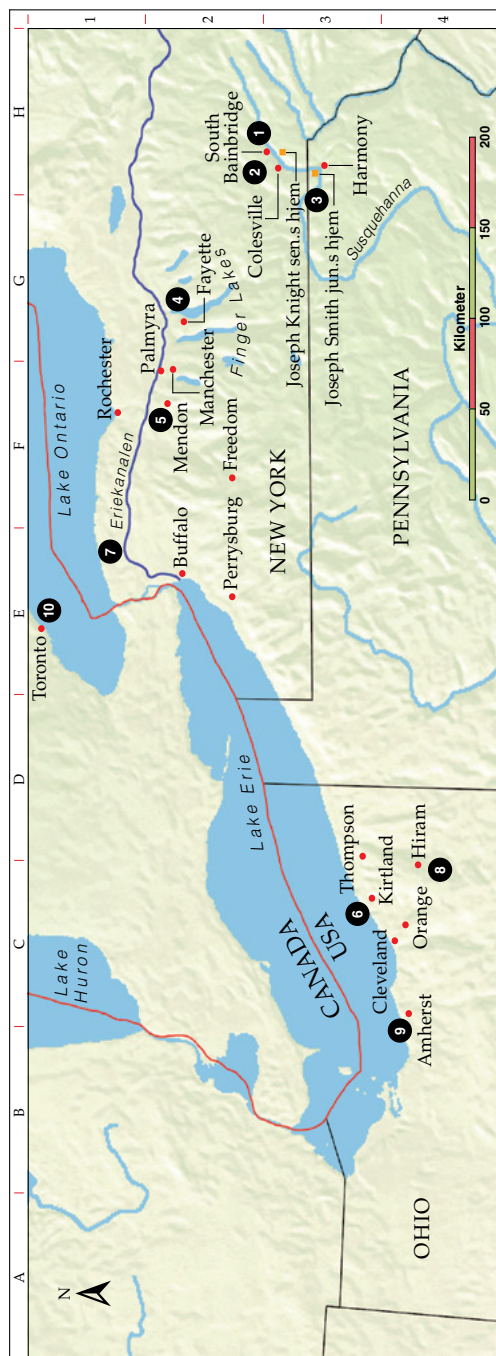 A
B
C
D
E
F
G
H
1
2
3
4
N
Lake
Huron
Toronto
10
Lake Ontario
7
Rochester
Eriekanalen
Palmyra
Manchester
5
Mendon
4
Fayette
Finger Lakes
Buffalo
Perrysburg
Freedom
1
South
Bainbridge
2
Colesville
Joseph Knight sen.s hjem
3
Joseph Smith jun.s hjem
Harmony
Susquehanna
NEW YORK
PENNSYLVANIA
Lake Erie
CANADA
USA
Thompson
6
Kirtland
Cleveland
Orange
Hiram
8
9
Amherst
OHIO
Kilometer
0
50
100
200